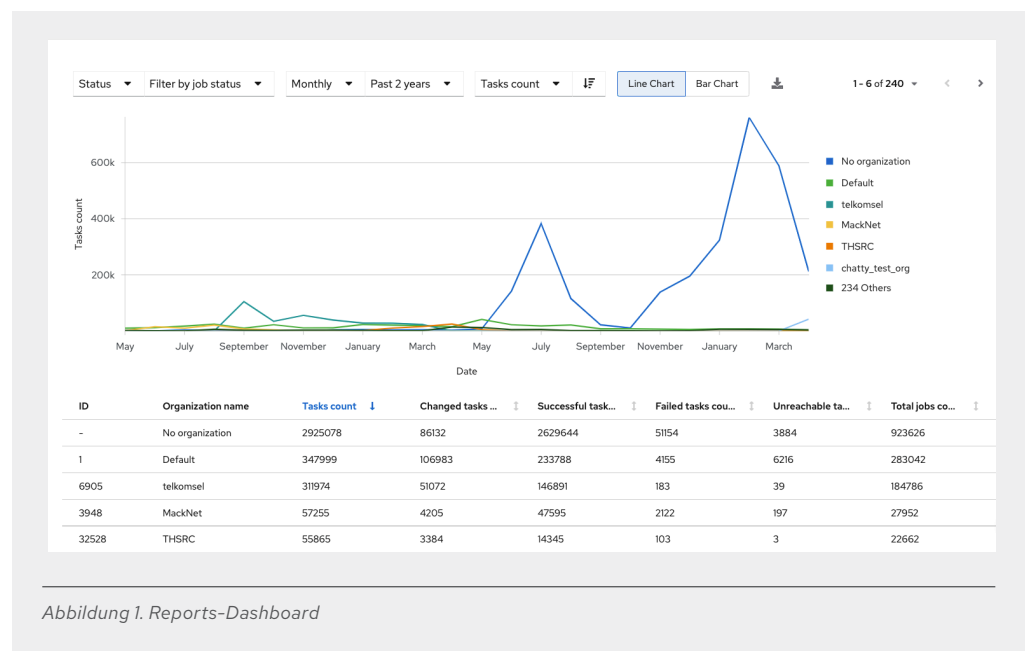 Status Filter by job status Monthly Past 2 years Tasks count Line Chart Bar Chart 1 - 6 of 240
600k
400k
200k
Tasks count
May July September November January March May July September November January March
Date
No organization
Default
telkomsel
MackNet
THSRC
chatty_test_org
234 Others
ID Organization name Tasks count Changed tasks ... Successful task... Failed tasks cou... Unreachable ta... Total jobs co...
- No organization 2925078 86132 2629644 51154 3884 923626
1 Default 347999 106983 233788 4155 6216 283042
6905 telkomsel 311974 51072 146891 183 39 184786
3948 MackNet 57255 4205 47595 2122 197 27952
32528 THSRC 55865 3384 14345 103 3 22662
Abbildung 1. Reports-Dashboard